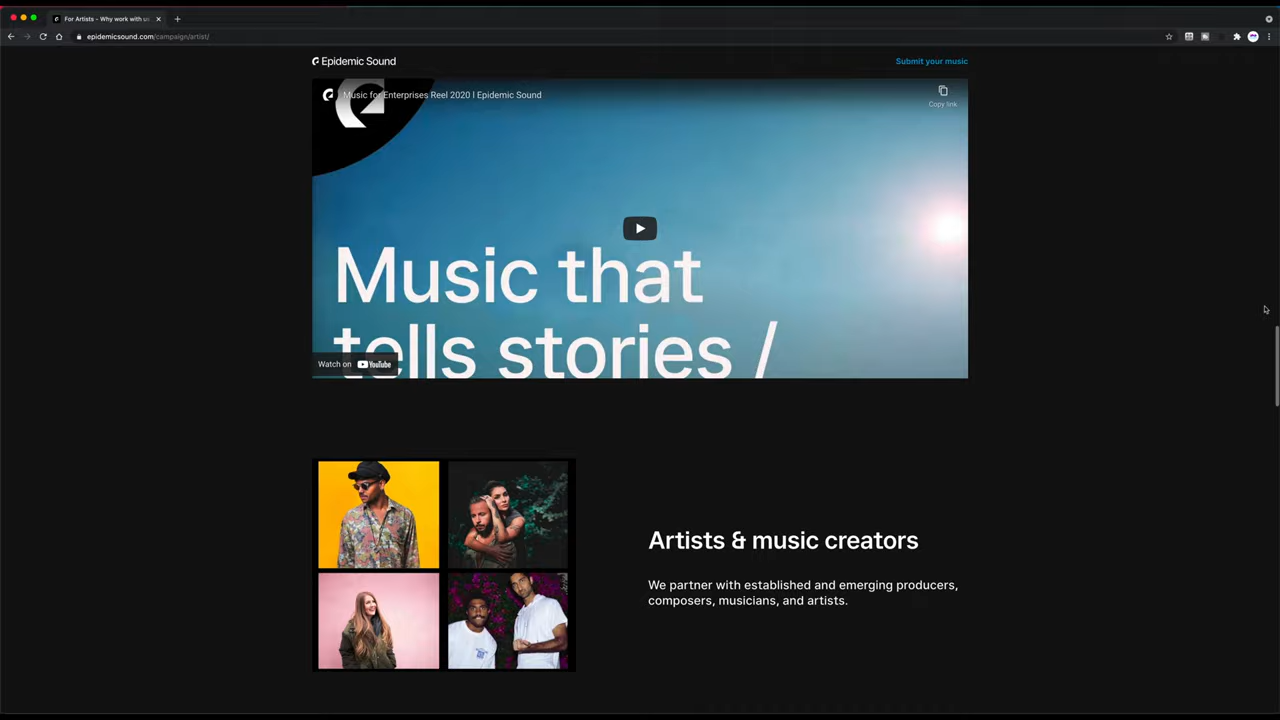 For Artists - Why work with us
epidemicsound.com/campaign/artist/
Epidemic Sound
Submit your music
Music for Enterprises Reel 2020 | Epidemic Sound
Copy link
Music that
tells stories /
Watch on YouTube
Artists & music creators
We partner with established and emerging producers,
composers, musicians, and artists.